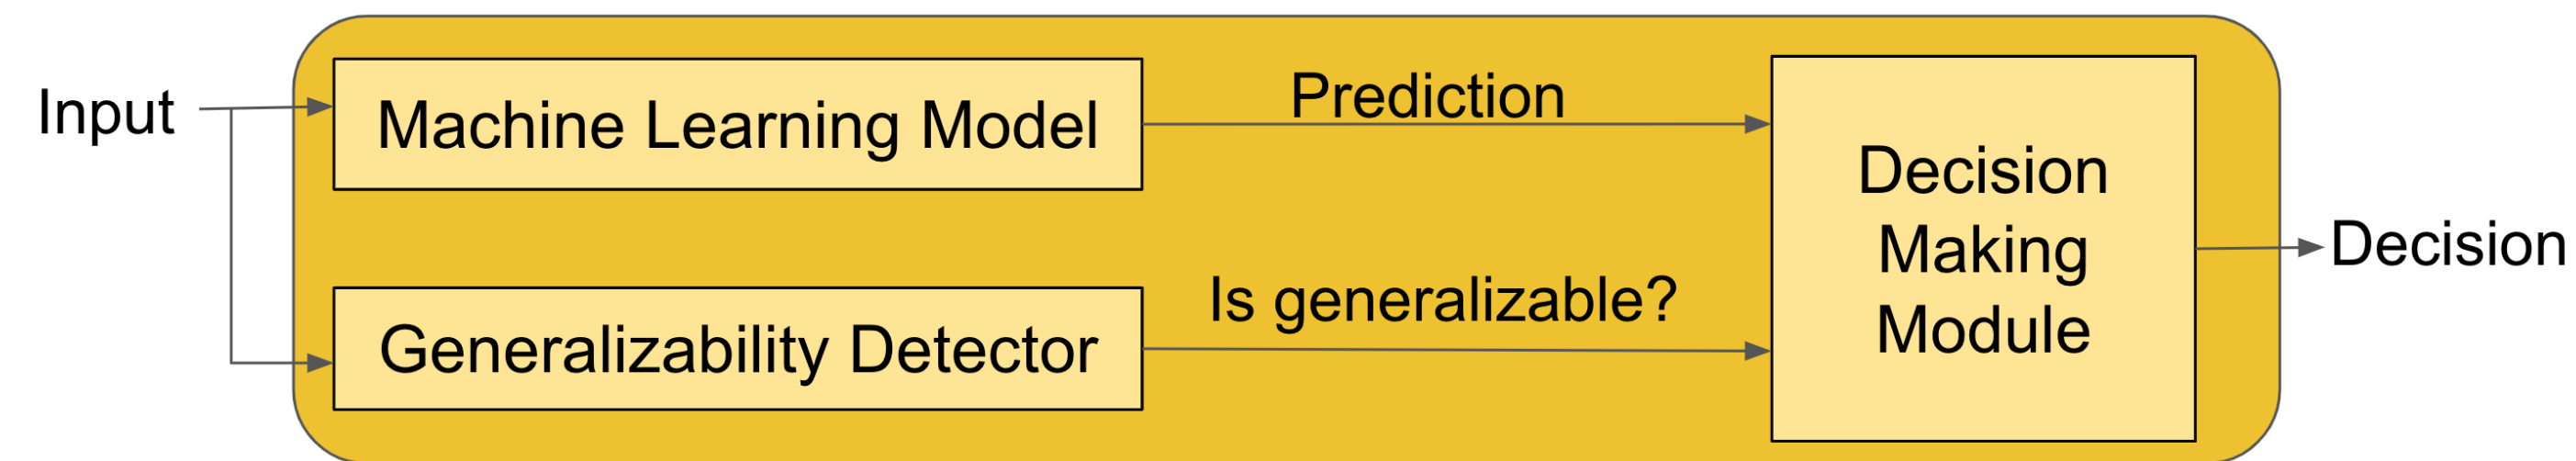 Input
Machine Learning Model
Prediction
Decision
Making
Module
Generalizability Detector
Is generalizable?
Decision